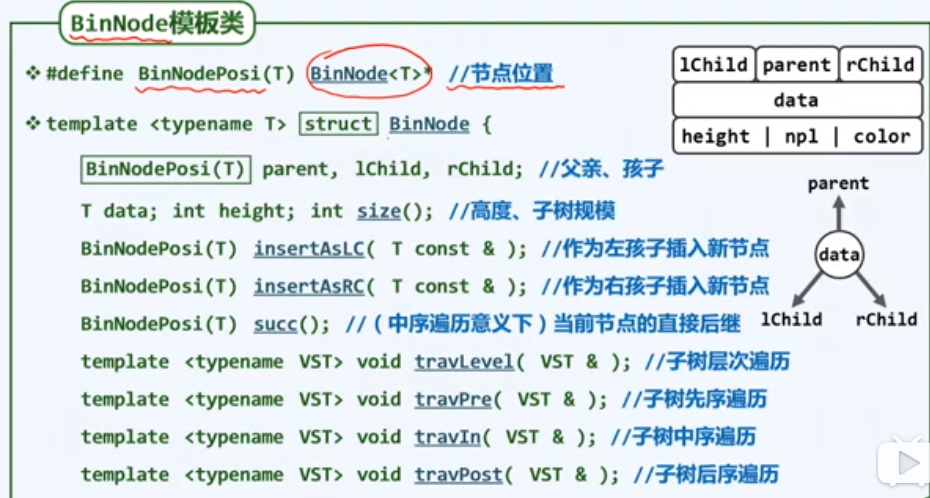 BinNode模板类
❖ #define BinNodePosi(T) BinNode<T>* //节点位置
❖ template <typename T> struct BinNode {
BinNodePosi(T) parent, lChild, rChild; //父亲、孩子
T data; int height; int size(); //高度、子树规模
BinNodePosi(T) insertAsLC( T const & ); //作为左孩子插入新节点
BinNodePosi(T) insertAsRC( T const & ); //作为右孩子插入新节点
BinNodePosi(T) succ(); //（中序遍历意义下）当前节点的直接后继
template <typename VST> void travLevel( VST & ); //子树层次遍历
template <typename VST> void travPre( VST & ); //子树先序遍历
template <typename VST> void travIn( VST & ); //子树中序遍历
template <typename VST> void travPost( VST & ); //子树后序遍历
lChild parent rChild
data
height | npl | color
parent
data
lChild rChild